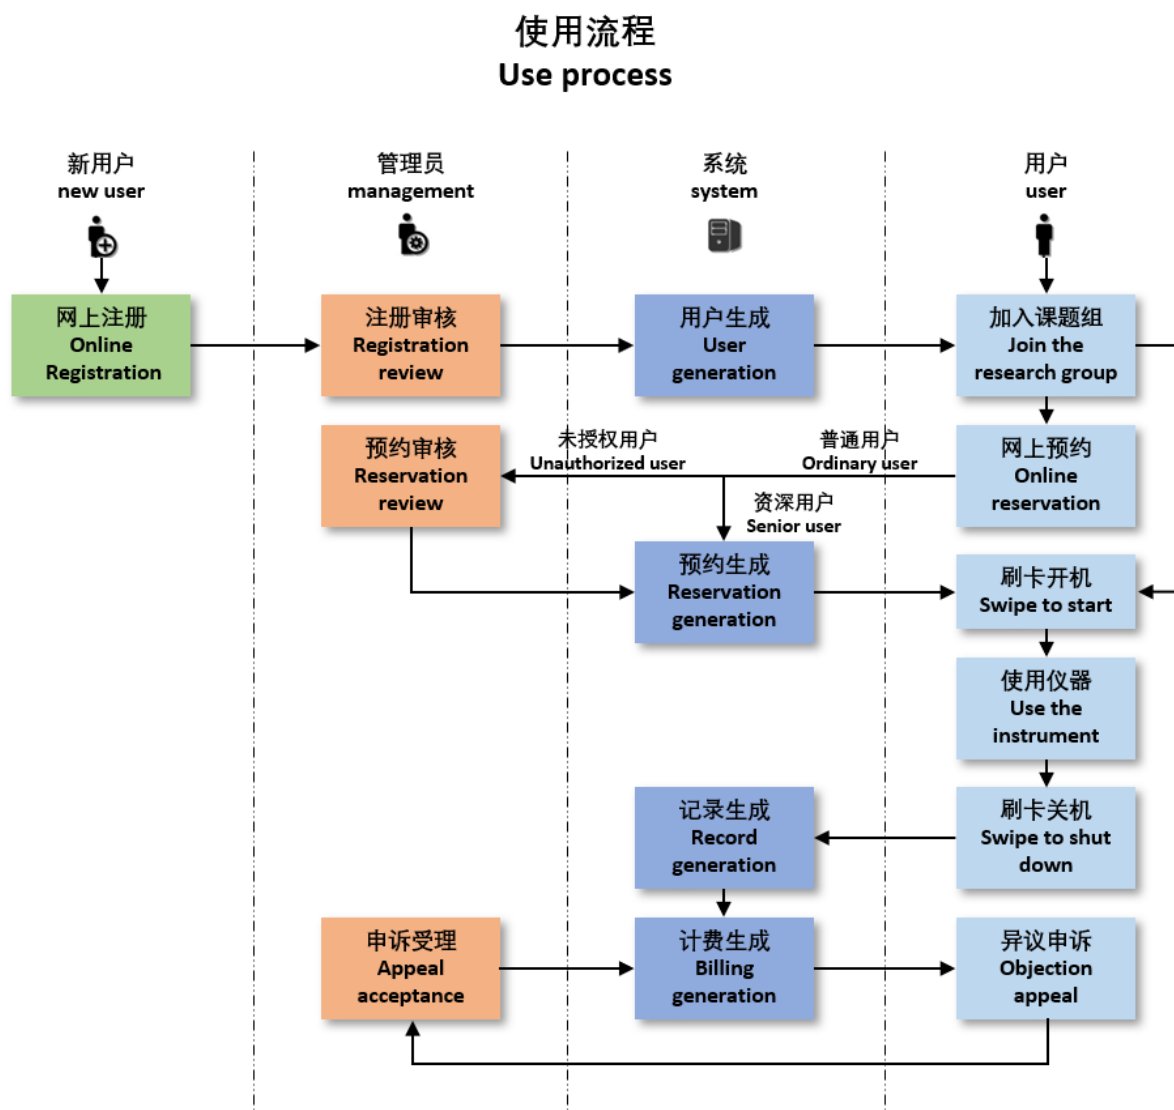 使用流程
Use process
新用户
new user
管理员
management
系统
system
用户
user
网上注册
Online
Registration
注册审核
Registration
review
用户生成
User
generation
加入课题组
Join the
research group
预约审核
Reservation
review
未授权用户
Unauthorized user
普通用户
Ordinary user
网上预约
Online
reservation
资深用户
Senior user
预约生成
Reservation
generation
刷卡开机
Swipe to start
使用仪器
Use the
instrument
记录生成
Record
generation
刷卡关机
Swipe to shut
down
申诉受理
Appeal
acceptance
计费生成
Billing
generation
异议申诉
Objection
appeal